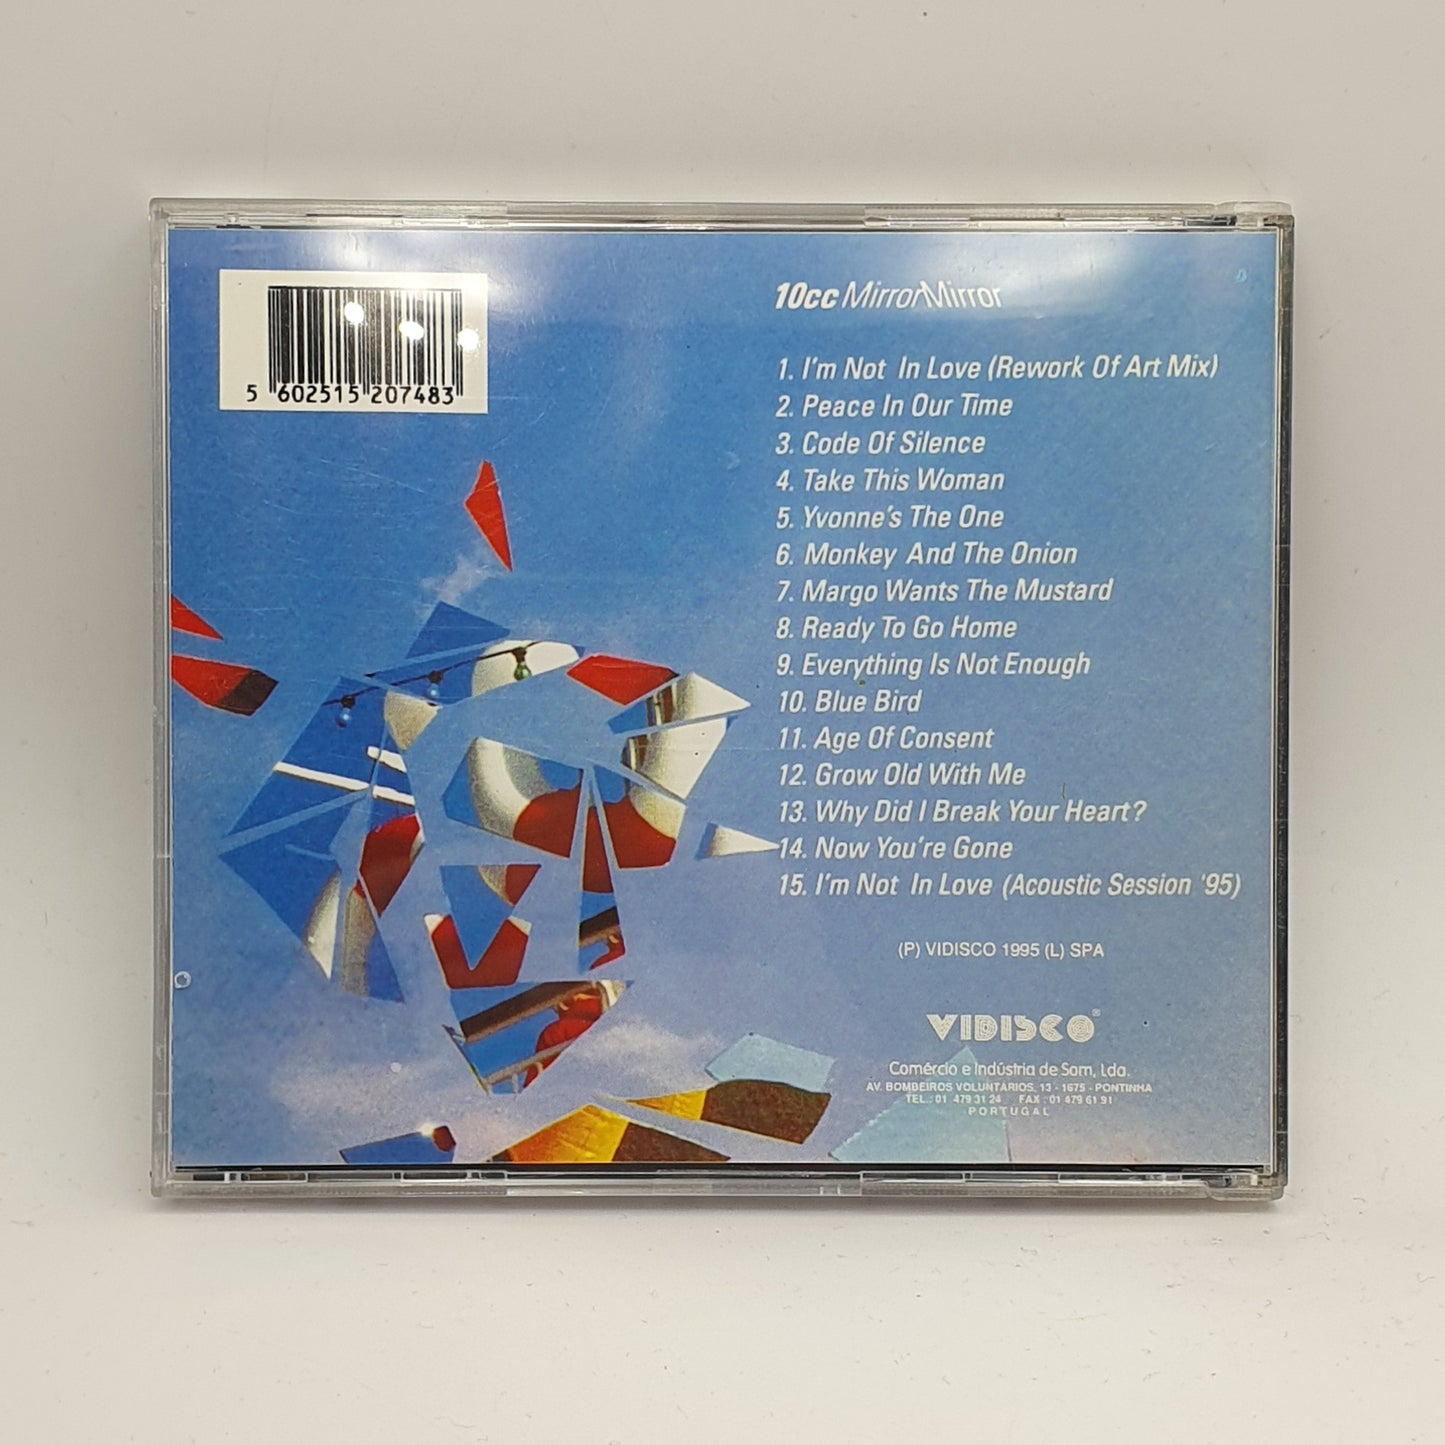 5 602515 207483
10cc MirrorMirror
1. I'm Not In Love (Rework Of Art Mix)
2. Peace In Our Time
3. Code Of Silence
4. Take This Woman
5. Yvonne's The One
6. Monkey And The Onion
7. Margo Wants The Mustard
8. Ready To Go Home
9. Everything Is Not Enough
10. Blue Bird
11. Age Of Consent
12. Grow Old With Me
13. Why Did I Break Your Heart?
14. Now You're Gone
15. I'm Not In Love (Acoustic Session '95)
(P) VIDISCO 1995 (L) SPA
VIDISCO®
Comércio e Indústria de Som, Lda.
AV. BOMBEIROS VOLUNTÁRIOS, 13 - 1675 - PONTINHA
TEL.: 01 479 31 24 FAX : 01 479 61 91
PORTUGAL